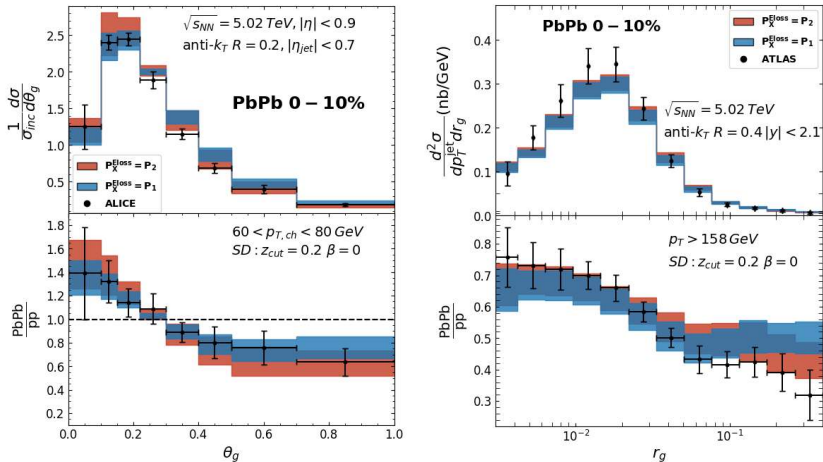 √s_NN = 5.02 TeV, |η| < 0.9
anti-k_T R = 0.2, |η_jet| < 0.7
PbPb 0 − 10%
1/σ_inc dσ/dθ_g
2.5
2.0
1.5
1.0
0.5
P_X^Eloss = P_2
P_X^Eloss = P_1
ALICE
60 < p_T,ch < 80 GeV
SD : z_cut = 0.2 β = 0
PbPb/pp
1.8
1.6
1.4
1.2
1.0
0.8
0.6
0.4
0.2
0.0 0.2 0.4 0.6 0.8 1.0
θ_g
PbPb 0 − 10%
P_X^Eloss = P_2
P_X^Eloss = P_1
ATLAS
√s_NN = 5.02 TeV
anti-k_T R = 0.4 |y| < 2.1
d²σ/dp_T^jet dr_g (nb/GeV)
0.4
0.3
0.2
0.1
0.0
p_T > 158 GeV
SD : z_cut = 0.2 β = 0
PbPb/pp
0.8
0.7
0.6
0.5
0.4
0.3
10⁻² 10⁻¹
r_g